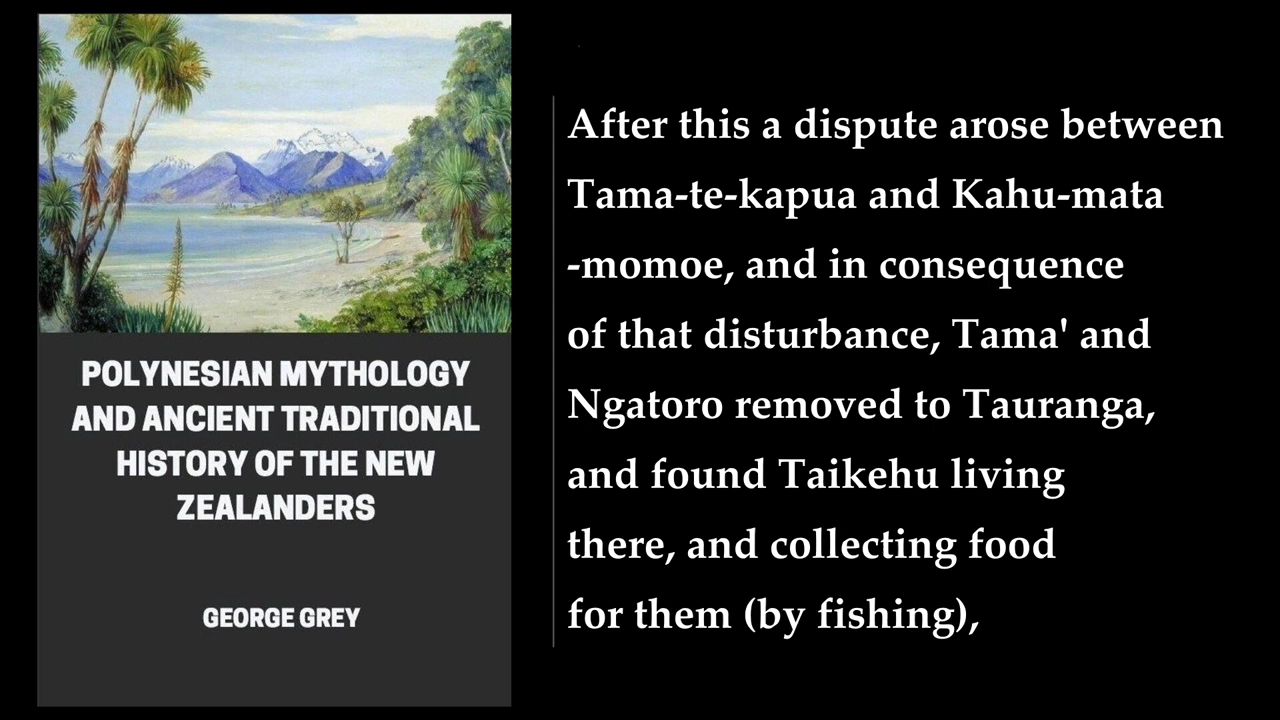 POLYNESIAN MYTHOLOGY
AND ANCIENT TRADITIONAL
HISTORY OF THE NEW
ZEALANDERS
GEORGE GREY
After this a dispute arose between
Tama-te-kapua and Kahu-mata
-momoe, and in consequence
of that disturbance, Tama' and
Ngatoro removed to Tauranga,
and found Taikehu living
there, and collecting food
for them (by fishing),